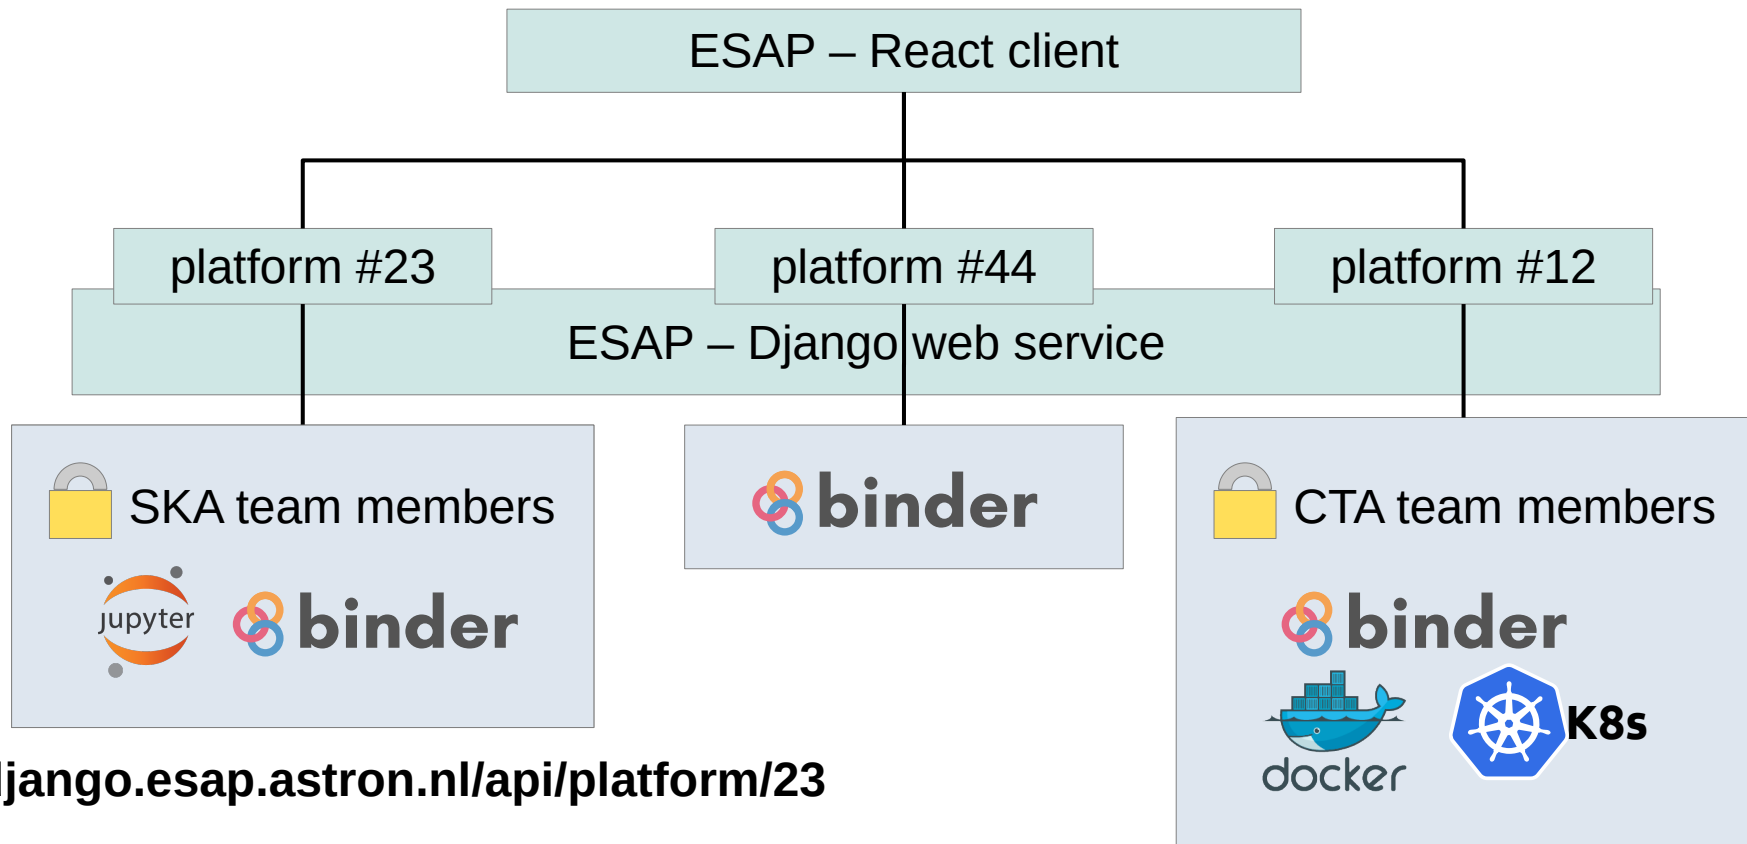 ESAP – React client
platform #23
platform #44
platform #12
ESAP – Django web service
SKA team members
jupyter
binder
binder
CTA team members
binder
docker
K8s
jango.esap.astron.nl/api/platform/23